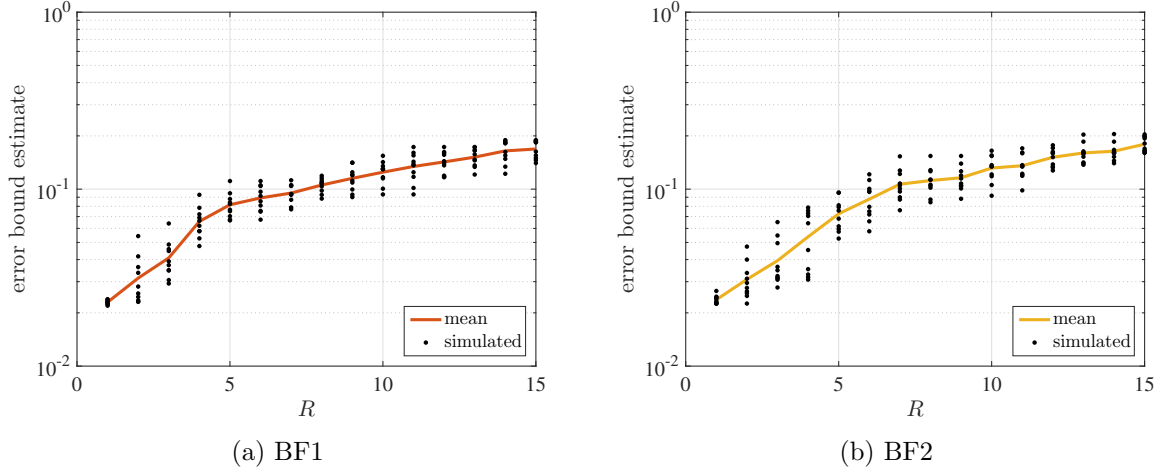 10^0
10^-1
10^-2
error bound estimate
0
5
10
15
R
mean
simulated
(a) BF1
10^0
10^-1
10^-2
error bound estimate
0
5
10
15
R
mean
simulated
(b) BF2